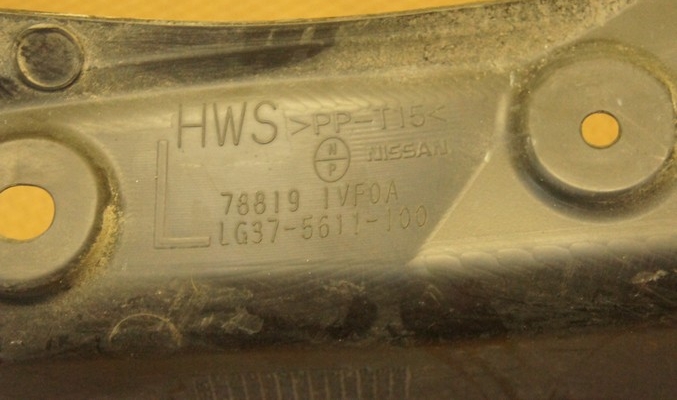 HWS >PP-T15<
L N P NISSAN
78819 1VF0A
LG37-5611-100